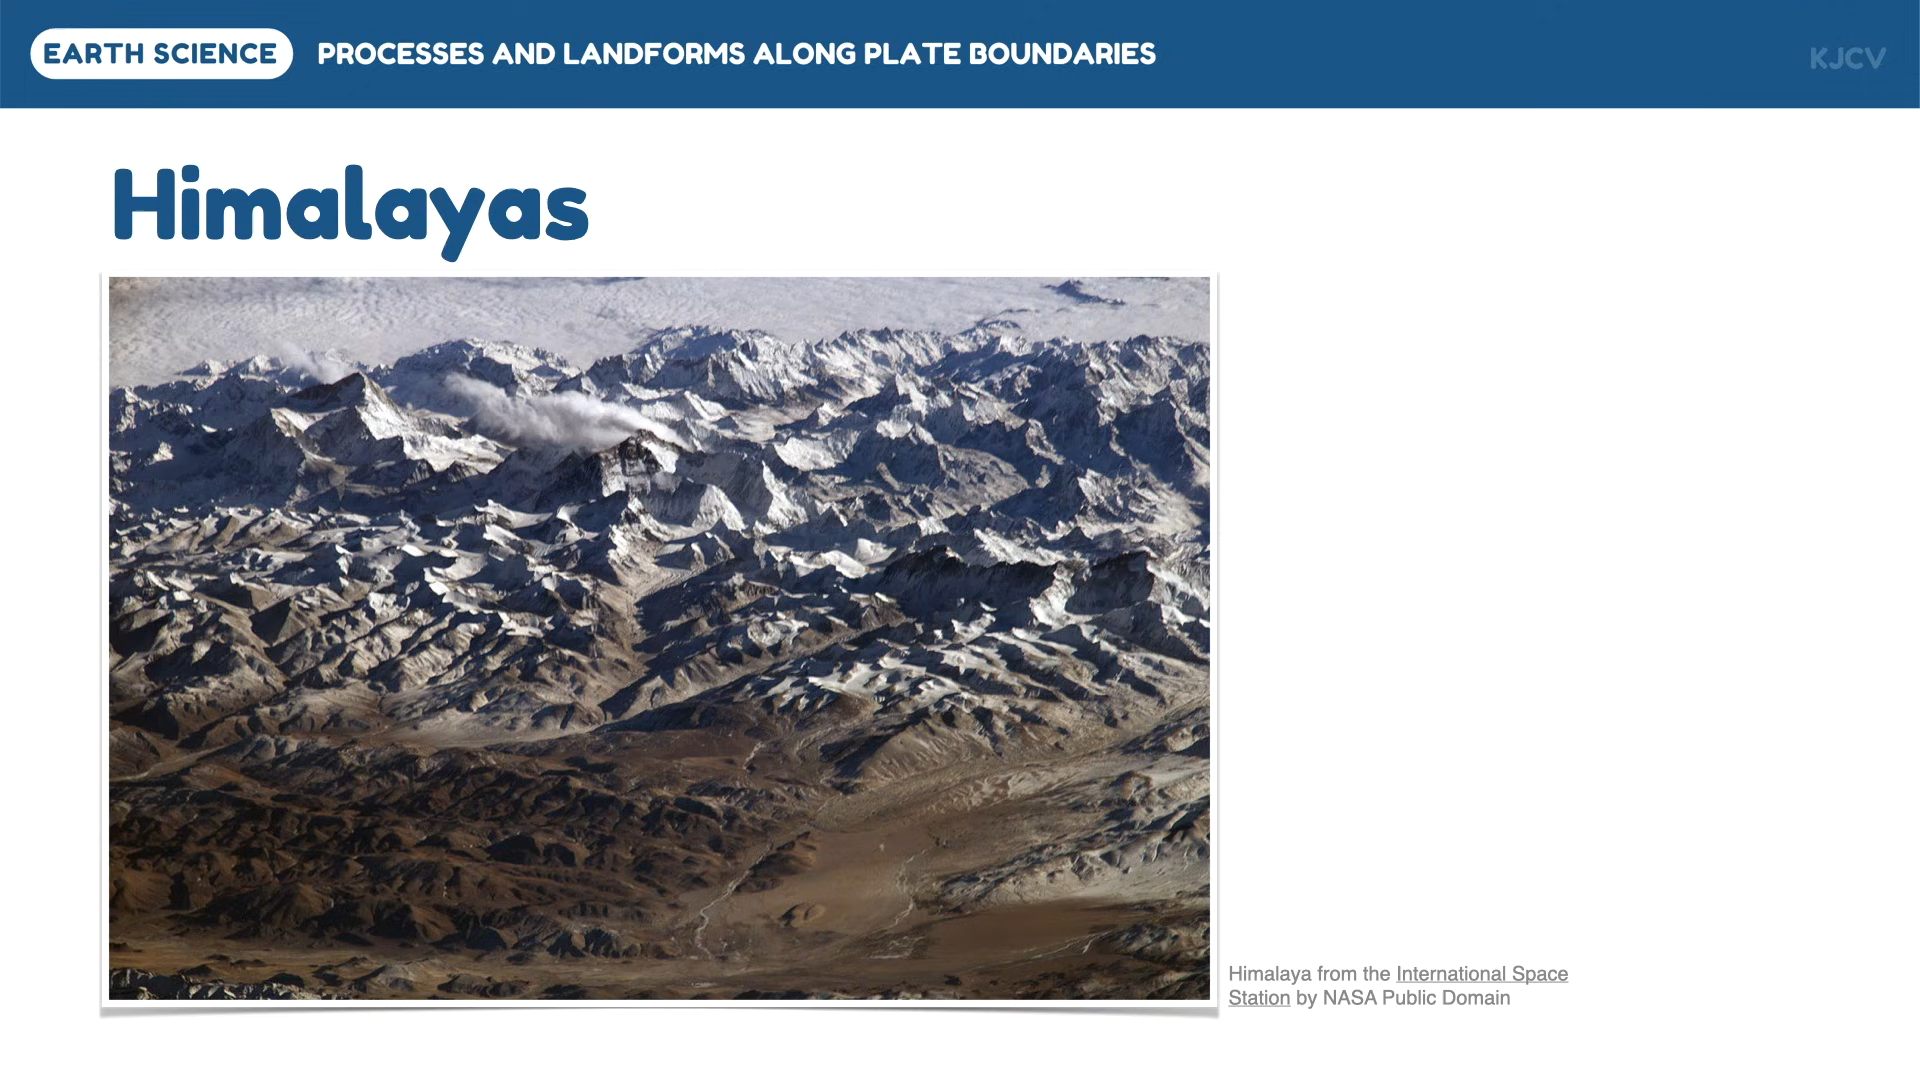 EARTH SCIENCE PROCESSES AND LANDFORMS ALONG PLATE BOUNDARIES KJCV
Himalayas
Himalaya from the International Space
Station by NASA Public Domain